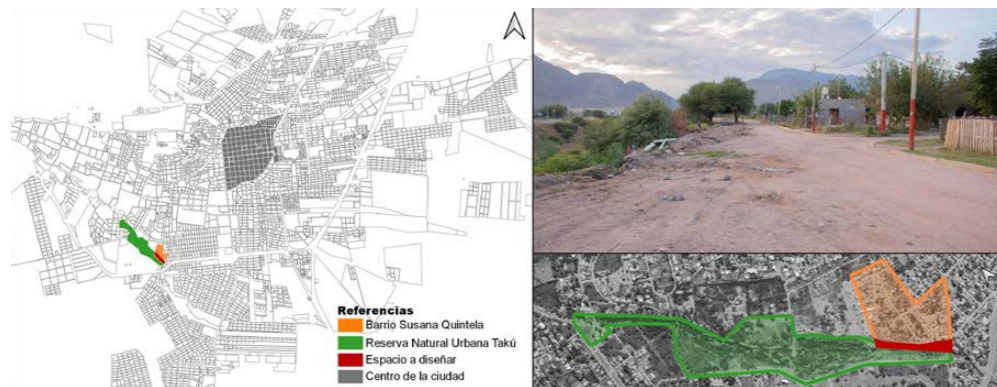 Referencias
Barrio Susana Quintela
Reserva Natural Urbana Takú
Espacio a diseñar
Centro de la ciudad